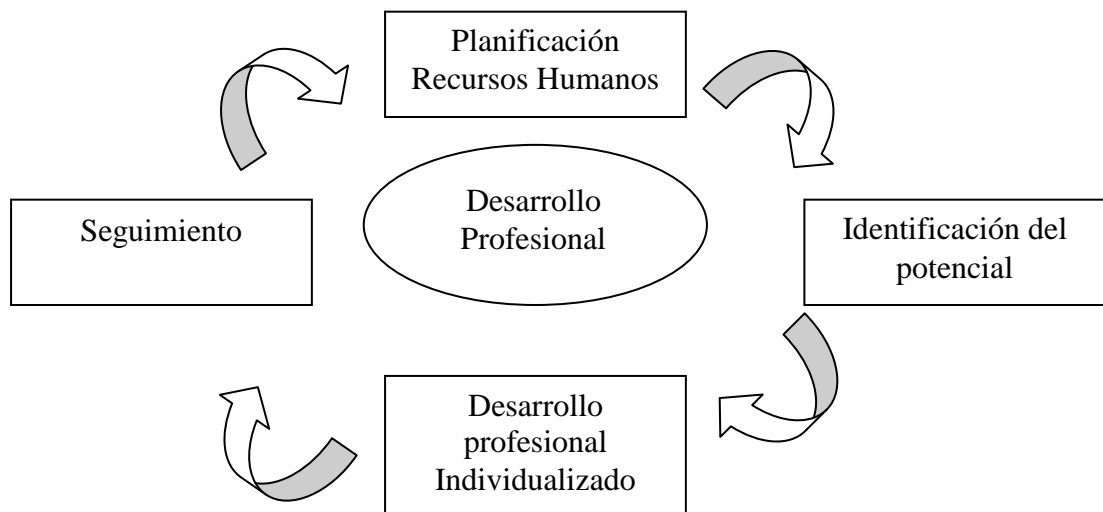 Planificación
Recursos Humanos
Desarrollo
Profesional
Seguimiento
Identificación del
potencial
Desarrollo
profesional
Individualizado